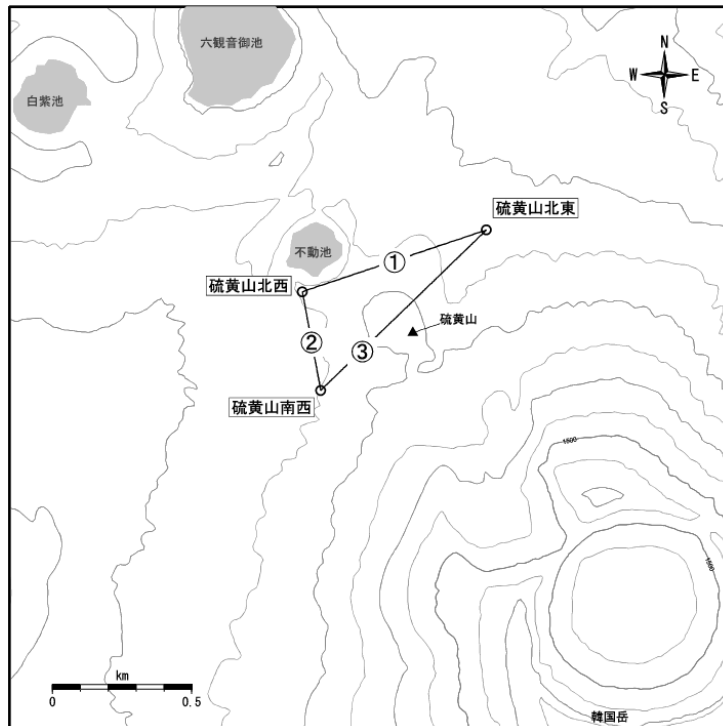 六観音御池
白紫池
N
W
E
S
硫黄山北東
不動池
①
硫黄山北西
硫黄山
②
③
硫黄山南西
1500
1500
km
0
0.5
韓国岳